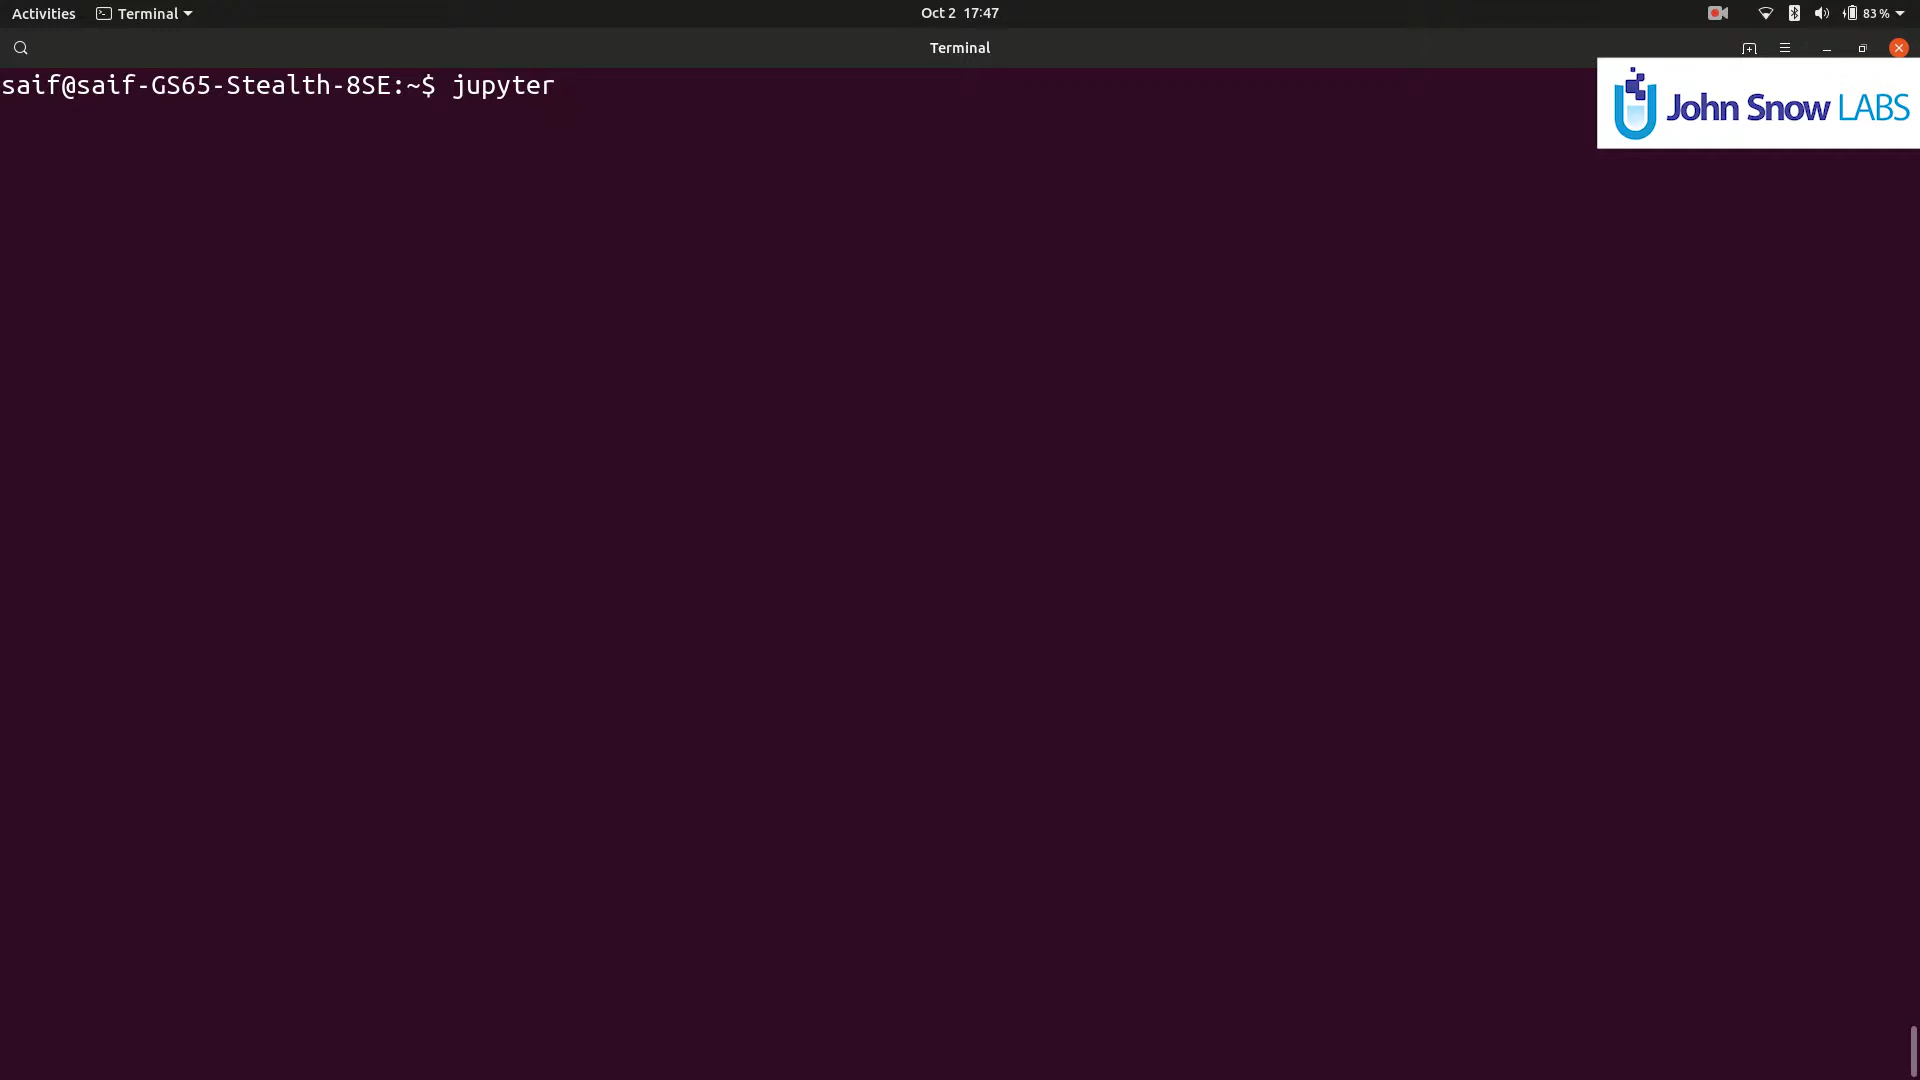 Activities Terminal Oct 2 17:47 83 %
Terminal
saif@saif-GS65-Stealth-8SE:~$ jupyter
John Snow LABS